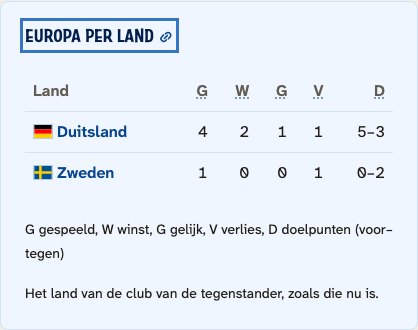 EUROPA PER LAND
Land G W G V D
Duitsland 4 2 1 1 5–3
Zweden 1 0 0 1 0–2
G gespeeld, W winst, G gelijk, V verlies, D doelpunten (voor–
tegen)
Het land van de club van de tegenstander, zoals die nu is.